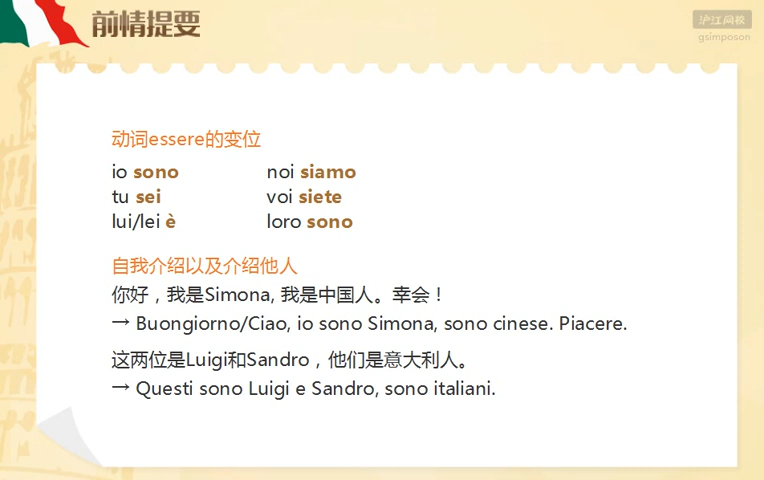 前情提要
沪江网校
gsimposon
动词essere的变位
io sono noi siamo
tu sei voi siete
lui/lei è loro sono
自我介绍以及介绍他人
你好，我是Simona, 我是中国人。幸会！
→ Buongiorno/Ciao, io sono Simona, sono cinese. Piacere.
这两位是Luigi和Sandro，他们是意大利人。
→ Questi sono Luigi e Sandro, sono italiani.